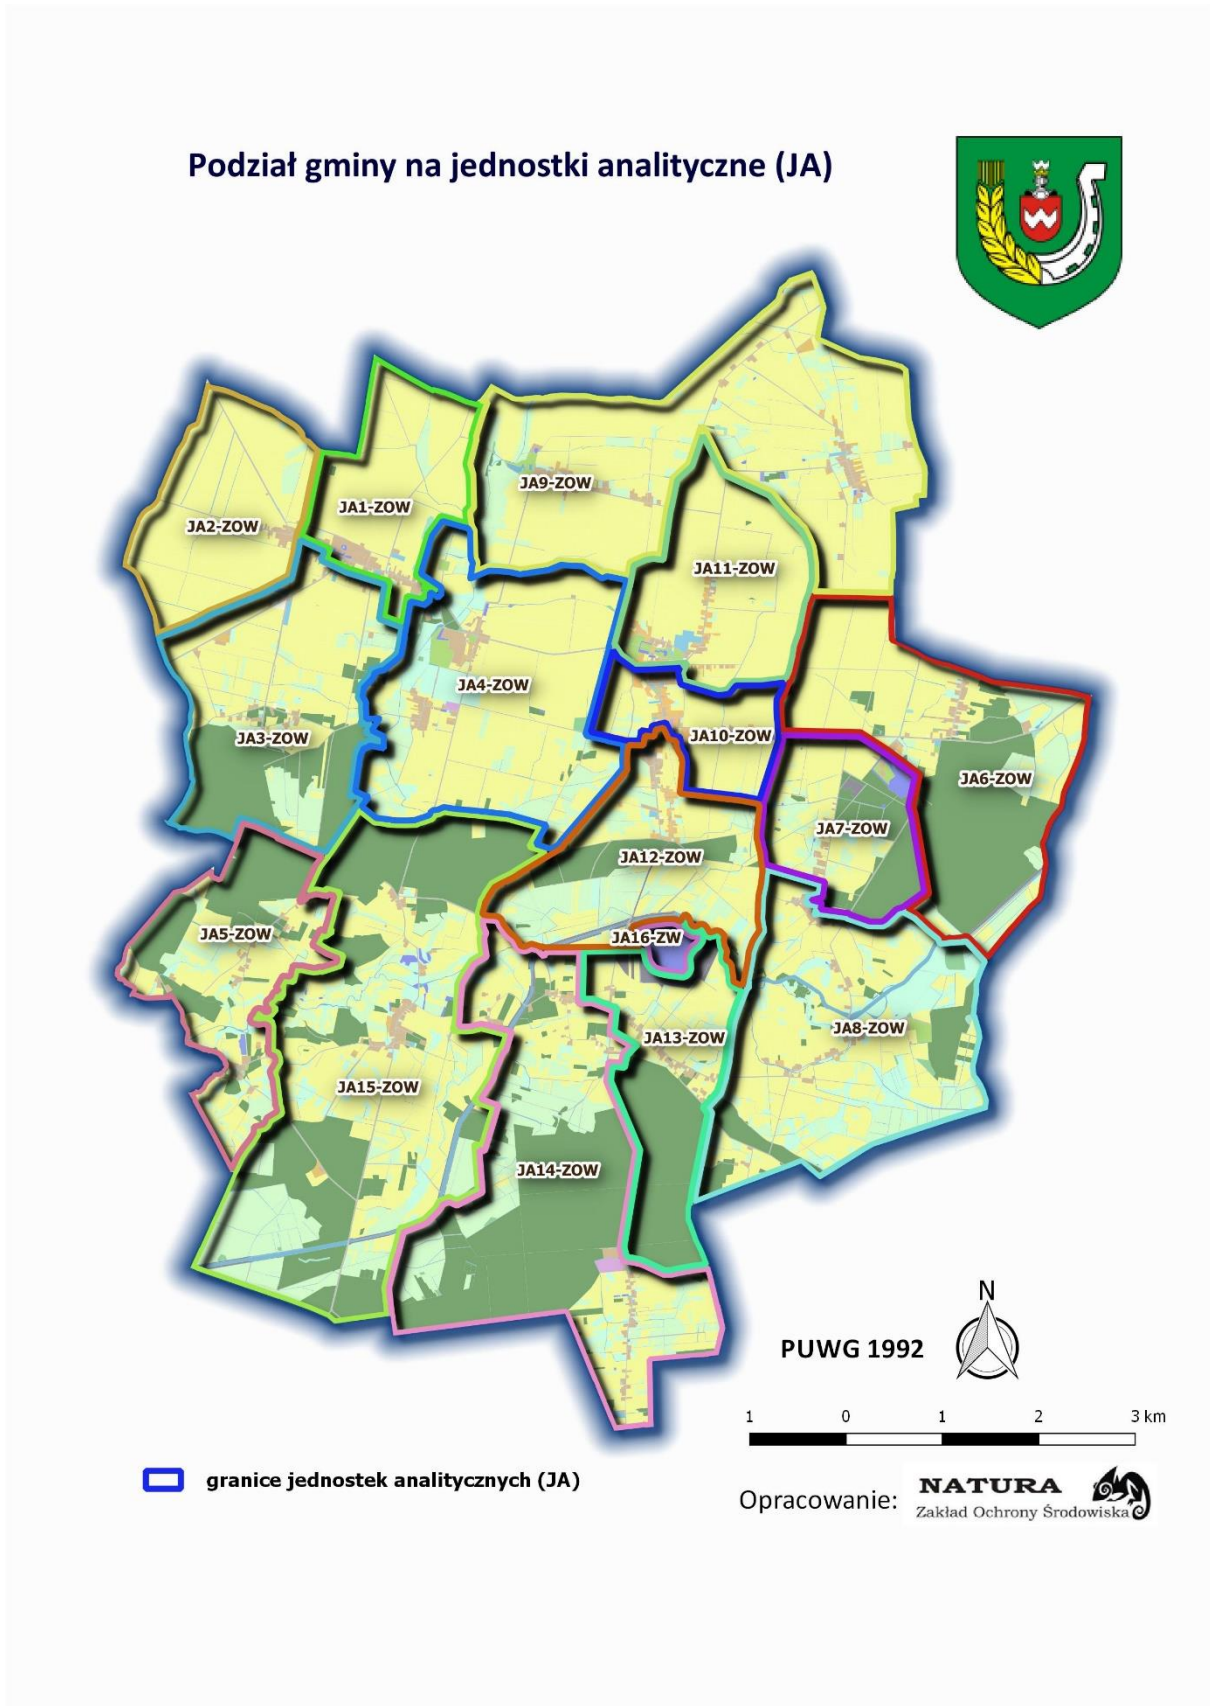 Podział gminy na jednostki analityczne (JA)
JA9-ZOW
JA1-ZOW
JA2-ZOW
JA11-ZOW
JA4-ZOW
JA3-ZOW
JA10-ZOW
JA6-ZOW
JA7-ZOW
JA12-ZOW
JA5-ZOW
JA16-ZW
JA8-ZOW
JA13-ZOW
JA15-ZOW
JA14-ZOW
N
PUWG 1992
1 0 1 2 3 km
granice jednostek analitycznych (JA)
Opracowanie:
NATURA
Zakład Ochrony Środowiska